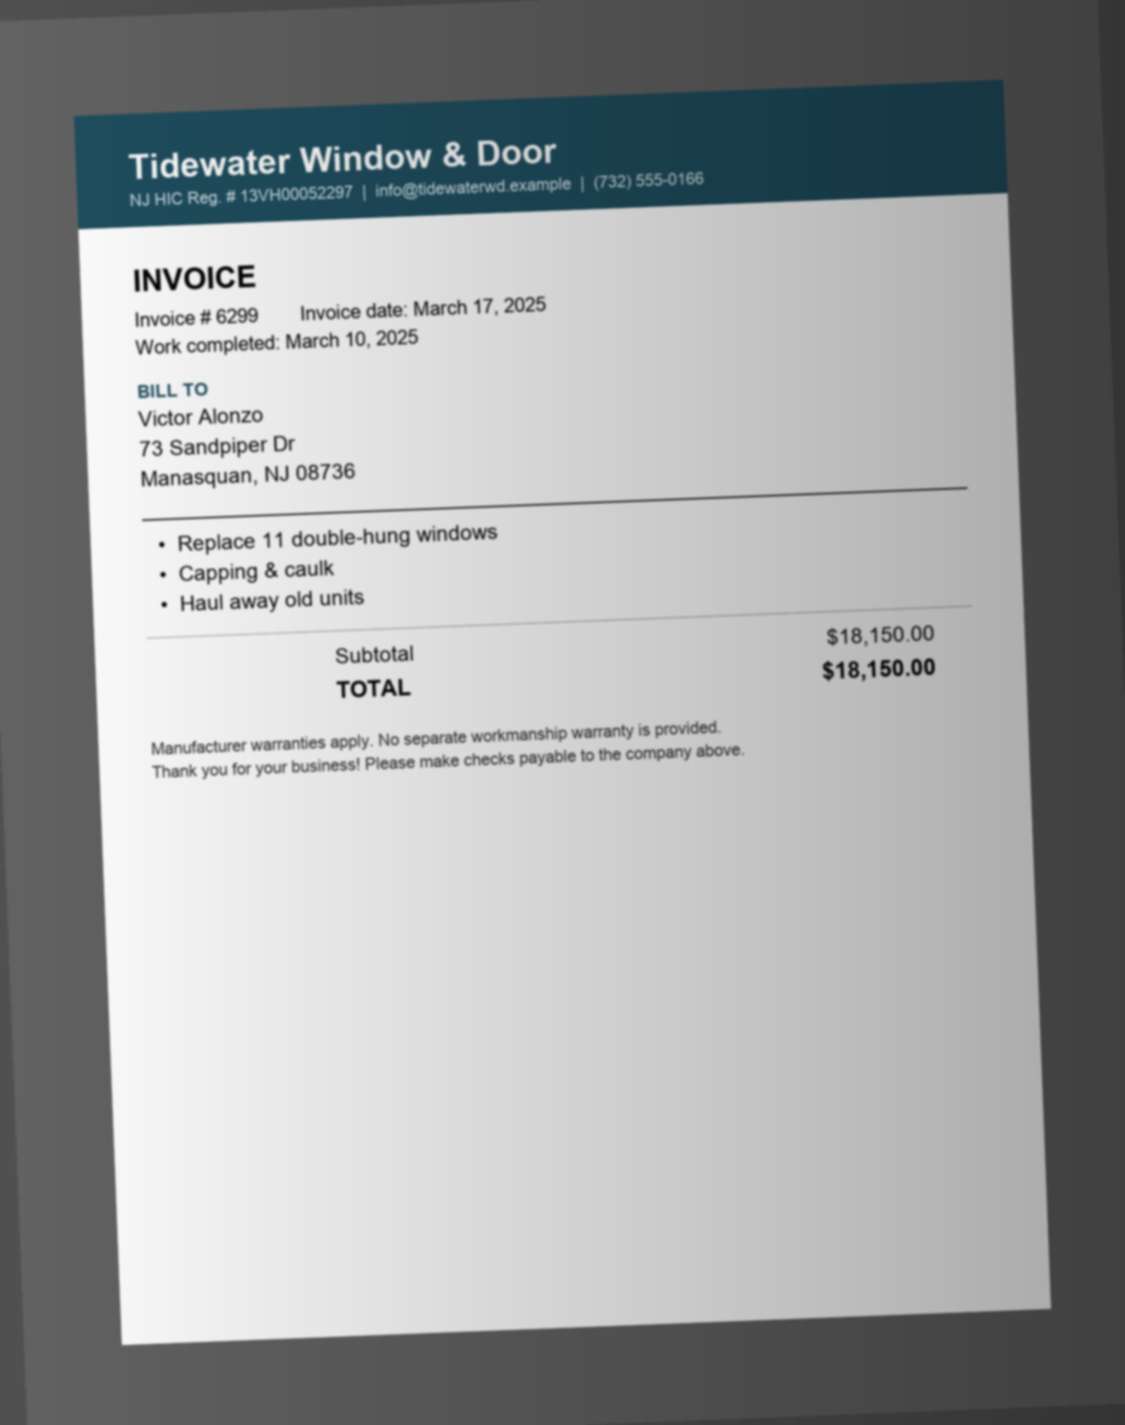 Tidewater Window & Door
NJ HIC Reg. # 13VH00052297 | info@tidewaterwd.example | (732) 555-0166
INVOICE
Invoice # 6299 Invoice date: March 17, 2025
Work completed: March 10, 2025
BILL TO
Victor Alonzo
73 Sandpiper Dr
Manasquan, NJ 08736
• Replace 11 double-hung windows
• Capping & caulk
• Haul away old units
Subtotal $18,150.00
TOTAL $18,150.00
Manufacturer warranties apply. No separate workmanship warranty is provided.
Thank you for your business! Please make checks payable to the company above.